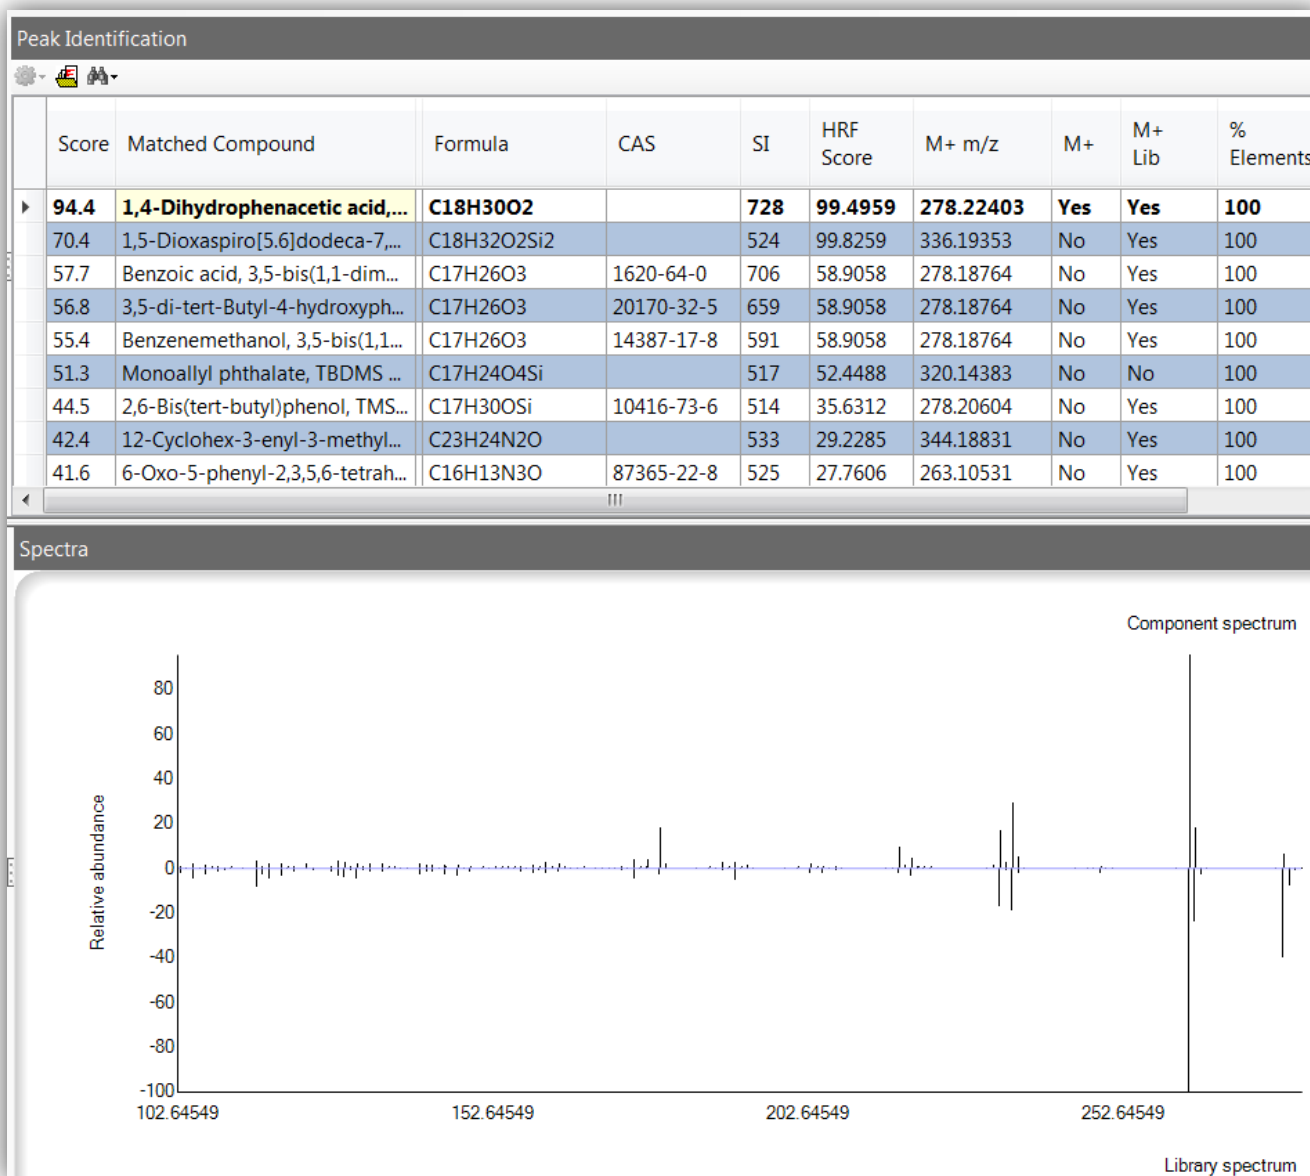 Peak Identification
Score Matched Compound Formula CAS SI HRF Score M+ m/z M+ M+ Lib % Elements
94.4 1,4-Dihydrophenacetic acid,... C18H30O2 728 99.4959 278.22403 Yes Yes 100
70.4 1,5-Dioxaspiro[5.6]dodeca-7,... C18H32O2Si2 524 99.8259 336.19353 No Yes 100
57.7 Benzoic acid, 3,5-bis(1,1-dim... C17H26O3 1620-64-0 706 58.9058 278.18764 No Yes 100
56.8 3,5-di-tert-Butyl-4-hydroxyph... C17H26O3 20170-32-5 659 58.9058 278.18764 No Yes 100
55.4 Benzenemethanol, 3,5-bis(1,1... C17H26O3 14387-17-8 591 58.9058 278.18764 No Yes 100
51.3 Monoallyl phthalate, TBDMS ... C17H24O4Si 517 52.4488 320.14383 No No 100
44.5 2,6-Bis(tert-butyl)phenol, TMS... C17H30OSi 10416-73-6 514 35.6312 278.20604 No Yes 100
42.4 12-Cyclohex-3-enyl-3-methyl... C23H24N2O 533 29.2285 344.18831 No Yes 100
41.6 6-Oxo-5-phenyl-2,3,5,6-tetrah... C16H13N3O 87365-22-8 525 27.7606 263.10531 No Yes 100
Spectra
Component spectrum
80
60
40
20
0
-20
-40
-60
-80
-100
Relative abundance
102.64549 152.64549 202.64549 252.64549
Library spectrum